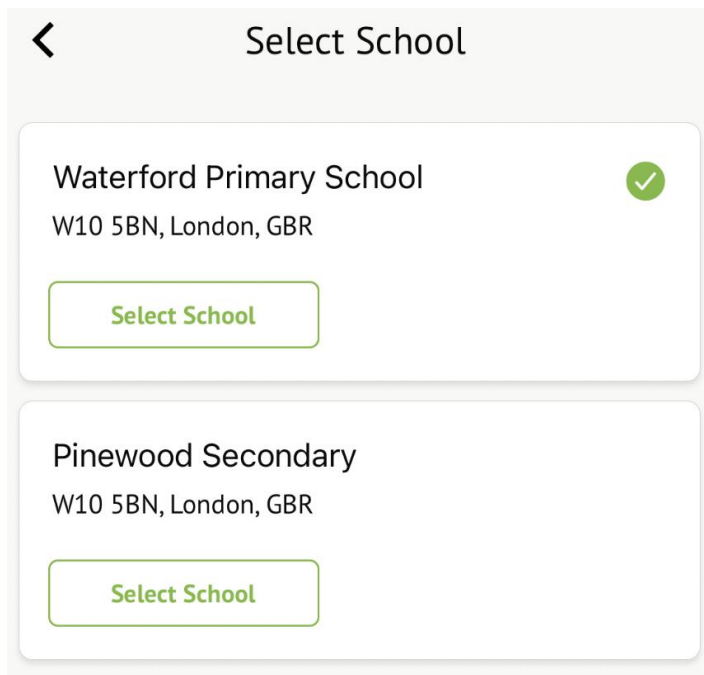 Select School
Waterford Primary School
W10 5BN, London, GBR
Select School
Pinewood Secondary
W10 5BN, London, GBR
Select School